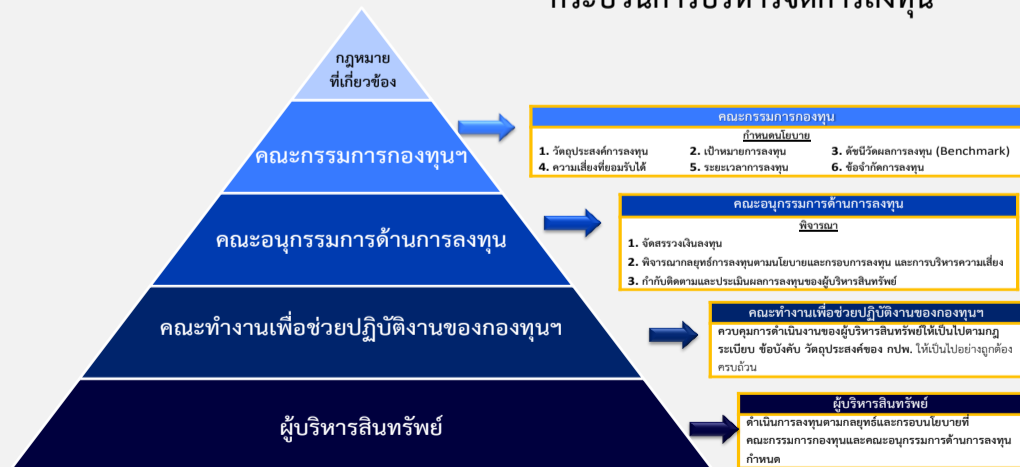 กระบวนการบริหารจัดการลงทุน
กฎหมาย
ที่เกี่ยวข้อง
คณะกรรมการกองทุนฯ
คณะกรรมการกองทุน
กำหนดนโยบาย
1. วัตถุประสงค์การลงทุน 2. เป้าหมายการลงทุน 3. ดัชนีวัดผลการลงทุน (Benchmark)
4. ความเสี่ยงที่ยอมรับได้ 5. ระยะเวลาการลงทุน 6. ข้อจำกัดการลงทุน
คณะอนุกรรมการด้านการลงทุน
คณะอนุกรรมการด้านการลงทุน
พิจารณา
1. จัดสรรวงเงินลงทุน
2. พิจารณากลยุทธ์การลงทุนตามนโยบายและกรอบการลงทุน และการบริหารความเสี่ยง
3. กำกับติดตามและประเมินผลการลงทุนของผู้บริหารสินทรัพย์
คณะทำงานเพื่อช่วยปฏิบัติงานของกองทุนฯ
คณะทำงานเพื่อช่วยปฏิบัติงานของกองทุนฯ
ควบคุมการดำเนินงานของผู้บริหารสินทรัพย์ให้เป็นไปตามกฎ
ระเบียบ ข้อบังคับ วัตถุประสงค์ของ กปพ. ให้เป็นไปอย่างถูกต้อง
ครบถ้วน
ผู้บริหารสินทรัพย์
ผู้บริหารสินทรัพย์
ดำเนินการลงทุนตามกลยุทธ์และกรอบนโยบายที่
คณะกรรมการกองทุนและคณะอนุกรรมการด้านการลงทุน
กำหนด